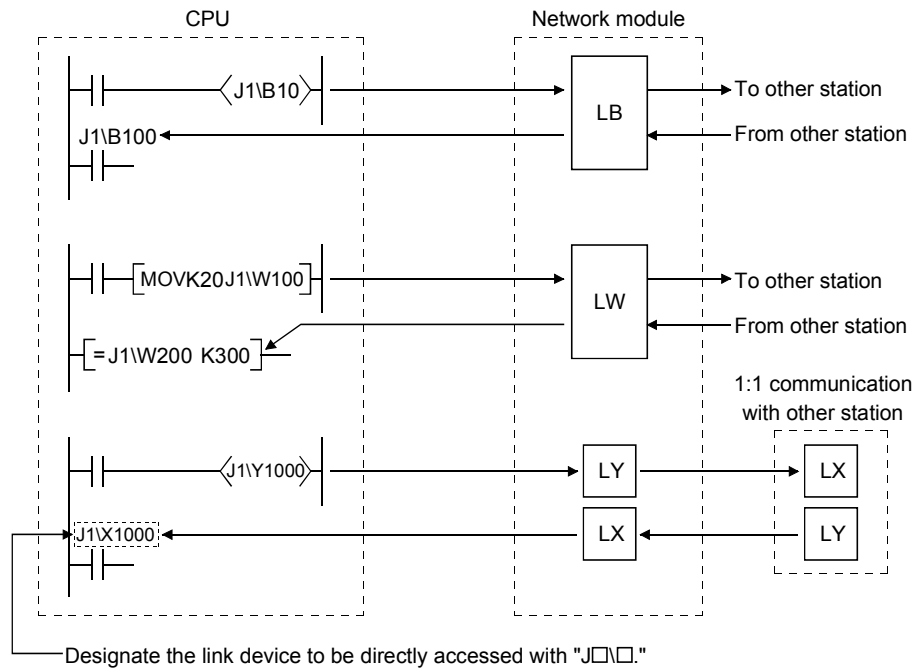 CPU
Network module
J1\B10
LB
To other station
J1\B100
From other station
MOVK20J1\W100
LW
To other station
From other station
= J1\W200 K300
1:1 communication
with other station
J1\Y1000
LY
LX
J1\X1000
LX
LY
Designate the link device to be directly accessed with "J□\□."